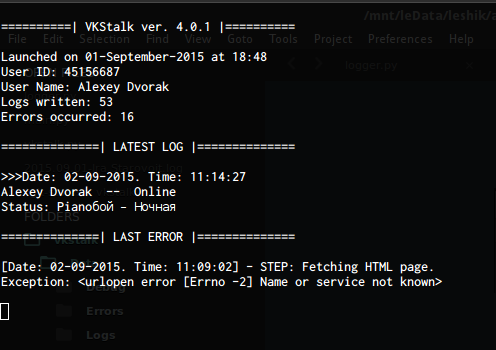 ==========| VKStalk ver. 4.0.1 |==========
/mnt/leData/leshik/
File Edit Selection Find View Goto Tools Project Preferences Help
Launched on 01-September-2015 at 18:48
logger.py
User ID: 45156687
User Name: Alexey Dvorak
Logs written: 53
Errors occurred: 16
==============| LATEST LOG |==============
>>>Date: 02-09-2015. Time: 11:14:27
Alexey Dvorak -- Online
Status: Pianoбой – Ночная
FOLDERS
==============| LAST ERROR |==============
vkstalk
[Date: 02-09-2015. Time: 11:09:02] - STEP: Fetching HTML page.
Exception: <urlopen error [Errno -2] Name or service not known>
Debug
Errors
Logs